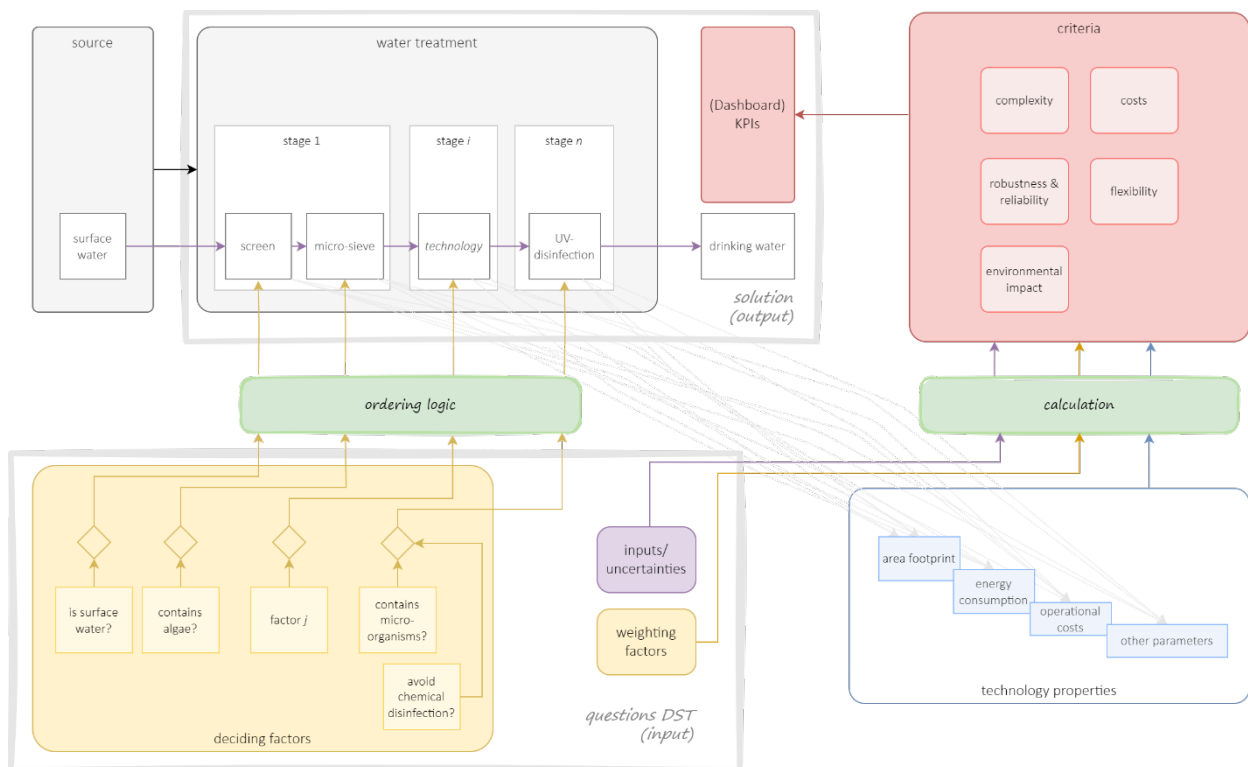 source
water treatment
criteria
stage 1
stage i
stage n
(Dashboard)
KPIs
complexity
costs
robustness &
reliability
flexibility
environmental
impact
surface
water
screen
micro-sieve
technology
UV-
disinfection
drinking water
solution
(output)
ordering logic
calculation
is surface
water?
contains
algae?
factor j
contains
micro-
organisms?
avoid
chemical
disinfection?
deciding factors
inputs/
uncertainties
weighting
factors
questions DST
(input)
area footprint
energy
consumption
operational
costs
other parameters
technology properties